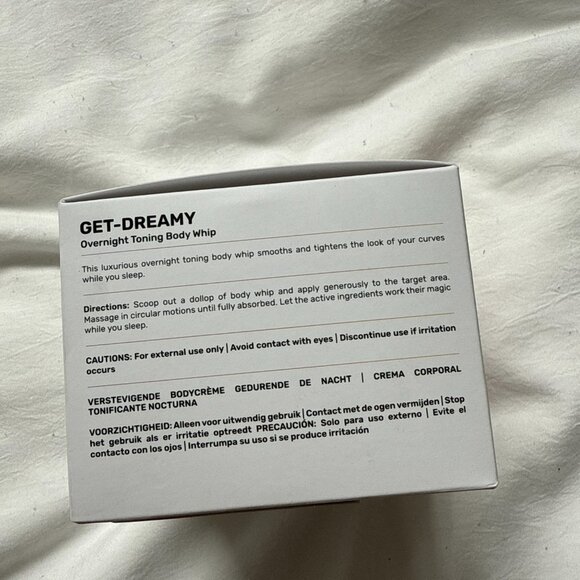 GET-DREAMY
Overnight Toning Body Whip
This luxurious overnight toning body whip smooths and tightens the look of your curves
while you sleep.
Directions: Scoop out a dollop of body whip and apply generously to the target area.
Massage in circular motions until fully absorbed. Let the active ingredients work their magic
while you sleep.
CAUTIONS: For external use only | Avoid contact with eyes | Discontinue use if irritation
occurs
VERSTEVIGENDE BODYCRÈME GEDURENDE DE NACHT | CREMA CORPORAL
TONIFICANTE NOCTURNA
VOORZICHTIGHEID: Alleen voor uitwendig gebruik | Contact met de ogen vermijden | Stop
het gebruik als er irritatie optreedt PRECAUCIÓN: Solo para uso externo | Evite el
contacto con los ojos | Interrumpa su uso si se produce irritación